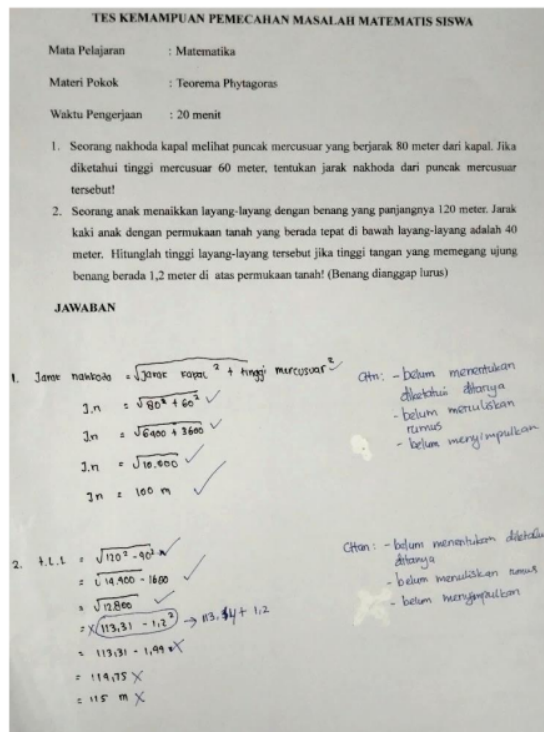 TES KEMAMPUAN PEMECAHAN MASALAH MATEMATIS SISWA
Mata Pelajaran : Matematika
Materi Pokok : Teorema Phytagoras
Waktu Pengerjaan : 20 menit
1. Seorang nakhoda kapal melihat puncak mercusuar yang berjarak 80 meter dari kapal. Jika
diketahui tinggi mercusuar 60 meter, tentukan jarak nakhoda dari puncak mercusuar
tersebut!
2. Seorang anak menaikkan layang-layang dengan benang yang panjangnya 120 meter. Jarak
kaki anak dengan permukaan tanah yang berada tepat di bawah layang-layang adalah 40
meter. Hitunglah tinggi layang-layang tersebut jika tinggi tangan yang memegang ujung
benang berada 1,2 meter di atas permukaan tanah! (Benang dianggap lurus)
JAWABAN
1. Jarak nahkoda = √Jarak kapal² + tinggi mercusuar² ✓
J.n = √80² + 60² ✓
Jn = √6400 + 3600 ✓
J.n = √10.000 ✓
Jn = 100 m ✓
Cttn: - belum menentukan
diketahui ditanya
- belum menuliskan
rumus
- belum menyimpulkan
2. t.L.L = √120² - 40²
= √14.400 - 1600 ✓
= √12.800 ✓
= X 113,31 - 1,2² → 113.14 + 1,2
= 113,31 - 1,44 X
= 114,75 X
= 115 m X
Cttan: - belum menentukan diketahui
ditanya
- belum menuliskan rumus
- belum menyimpulkan